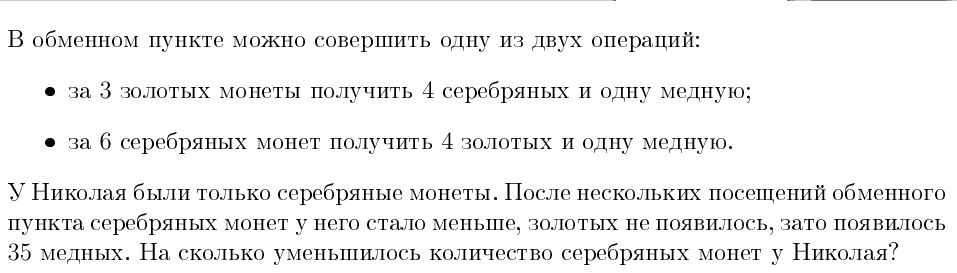 В обменном пункте можно совершить одну из двух операций:
• за 3 золотых монеты получить 4 серебряных и одну медную;
• за 6 серебряных монет получить 4 золотых и одну медную.
У Николая были только серебряные монеты. После нескольких посещений обменного
пункта серебряных монет у него стало меньше, золотых не появилось, зато появилось
35 медных. На сколько уменьшилось количество серебряных монет у Николая?